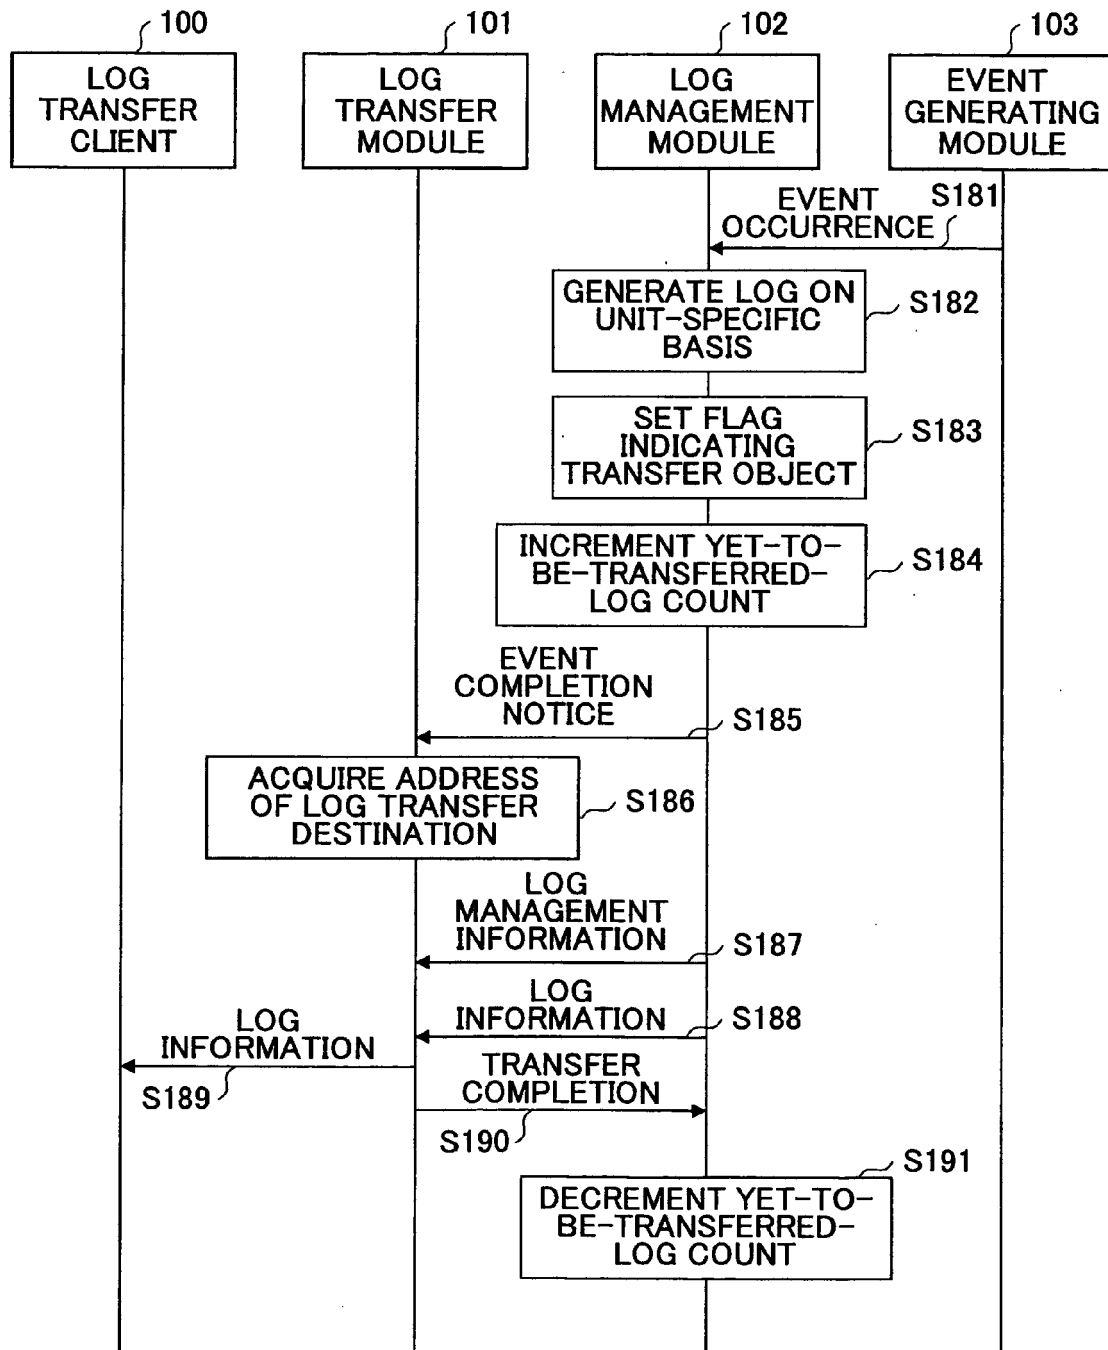 100
101
102
103
LOG
TRANSFER
CLIENT
LOG
TRANSFER
MODULE
LOG
MANAGEMENT
MODULE
EVENT
GENERATING
MODULE
EVENT
OCCURRENCE
S181
GENERATE LOG ON
UNIT-SPECIFIC
BASIS
S182
SET FLAG
INDICATING
TRANSFER OBJECT
S183
INCREMENT YET-TO-
BE-TRANSFERRED-
LOG COUNT
S184
EVENT
COMPLETION
NOTICE
S185
ACQUIRE ADDRESS
OF LOG TRANSFER
DESTINATION
S186
LOG
MANAGEMENT
INFORMATION
S187
LOG
INFORMATION
S188
LOG
INFORMATION
S189
TRANSFER
COMPLETION
S190
S191
DECREMENT YET-TO-
BE-TRANSFERRED-
LOG COUNT